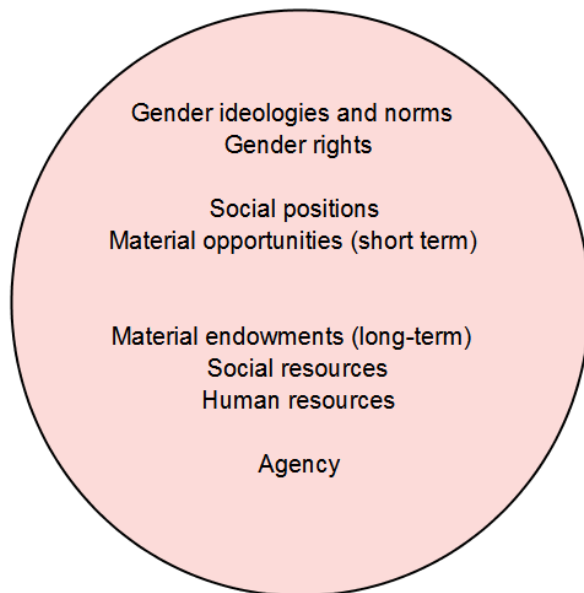 Gender ideologies and norms
Gender rights
Social positions
Material opportunities (short term)
Material endowments (long-term)
Social resources
Human resources
Agency